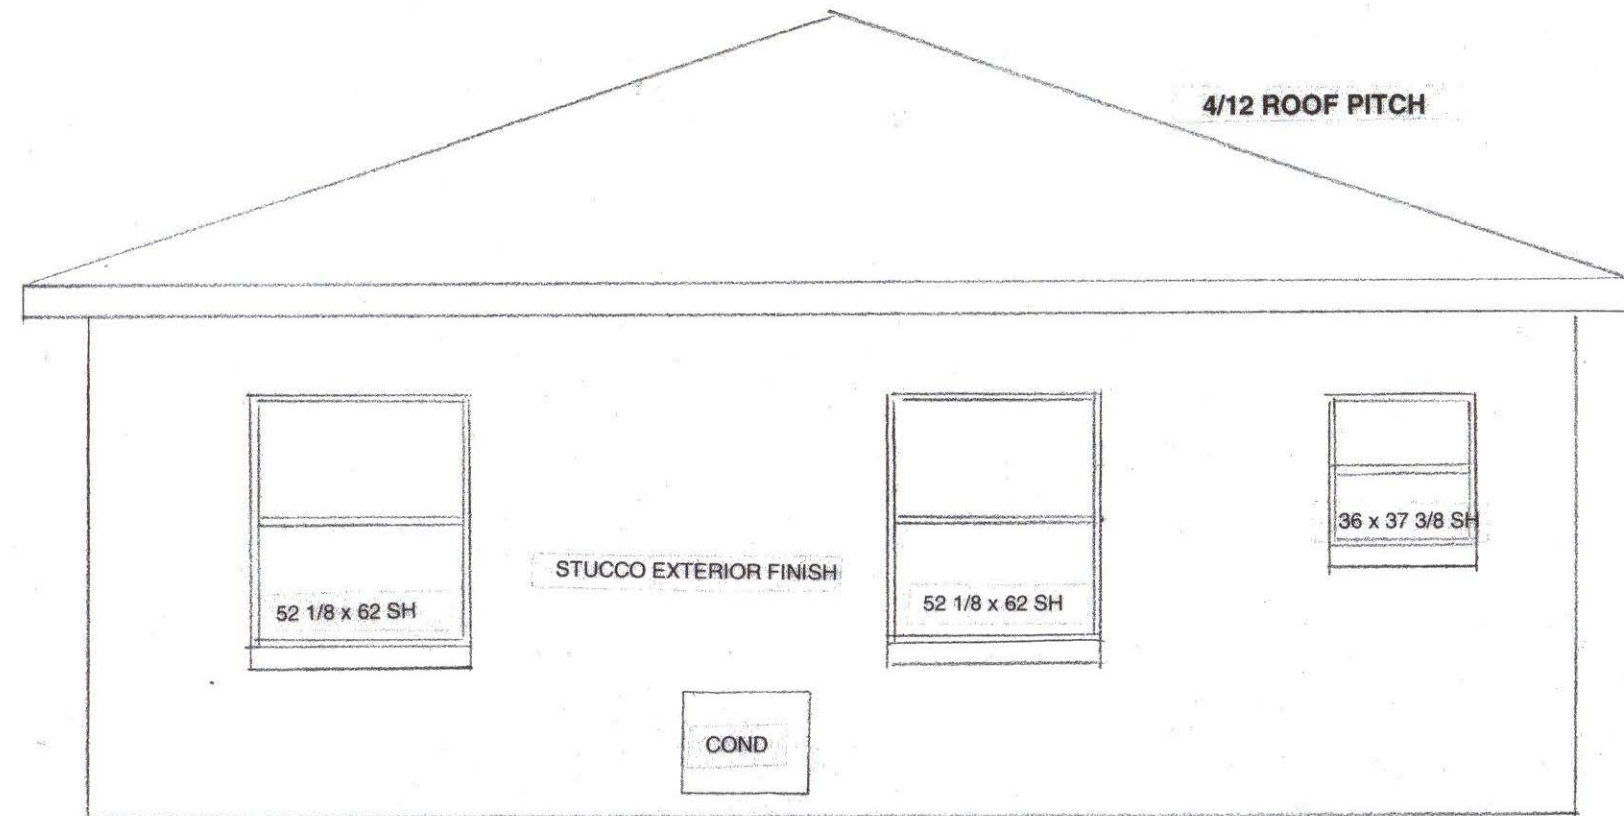 4/12 ROOF PITCH
36 x 37 3/8 SH
STUCCO EXTERIOR FINISH
52 1/8 x 62 SH
52 1/8 x 62 SH
COND